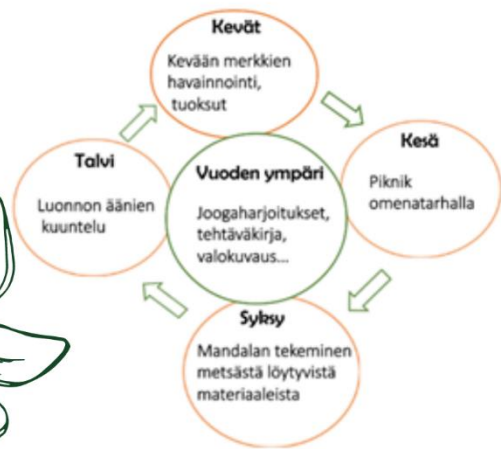 Kevät
Kevään merkkien
havainnointi,
tuoksut
Kesä
Piknik
omenatarhalla
Syksy
Mandalan tekeminen
metsästä löytyvistä
materiaaleista
Talvi
Luonnon äänien
kuuntelu
Vuoden ympäri
Joogaharjoitukset,
tehtäväkirja,
valokuvaus...